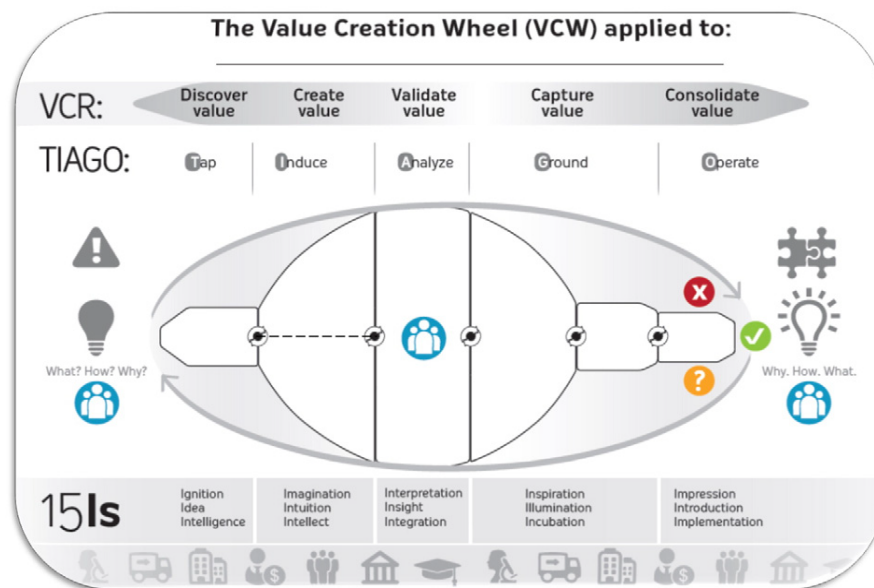 The Value Creation Wheel (VCW) applied to:
VCR:
Discover value
Create value
Validate value
Capture value
Consolidate value
TIAGO:
Tap
Induce
Analyze
Ground
Operate
!
X
?
What? How? Why?
Why. How. What.
15Is
Ignition
Idea
Intelligence
Imagination
Intuition
Intellect
Interpretation
Insight
Integration
Inspiration
Illumination
Incubation
Impression
Introduction
Implementation
$
$